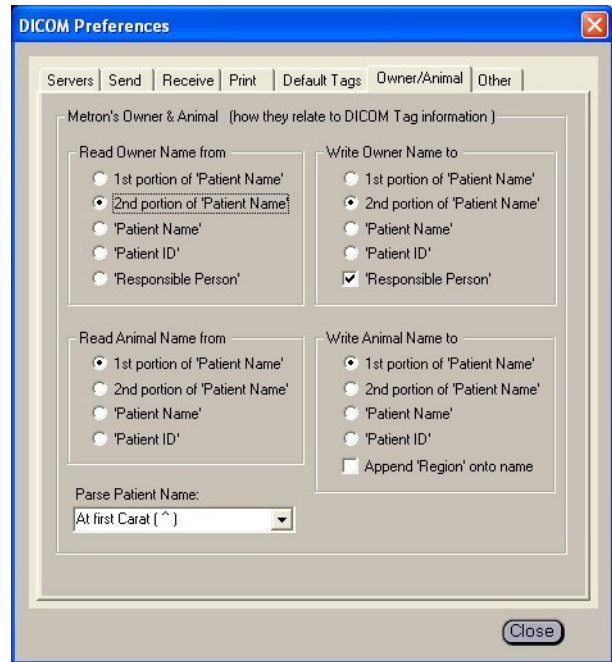 DICOM Preferences
Servers Send Receive Print Default Tags Owner/Animal Other
Metron's Owner & Animal (how they relate to DICOM Tag information )
Read Owner Name from
1st portion of 'Patient Name'
2nd portion of 'Patient Name'
'Patient Name'
'Patient ID'
'Responsible Person'
Write Owner Name to
1st portion of 'Patient Name'
2nd portion of 'Patient Name'
'Patient Name'
'Patient ID'
'Responsible Person'
Read Animal Name from
1st portion of 'Patient Name'
2nd portion of 'Patient Name'
'Patient Name'
'Patient ID'
Write Animal Name to
1st portion of 'Patient Name'
2nd portion of 'Patient Name'
'Patient Name'
'Patient ID'
Append 'Region' onto name
Parse Patient Name:
At first Carat ( ^ )
Close